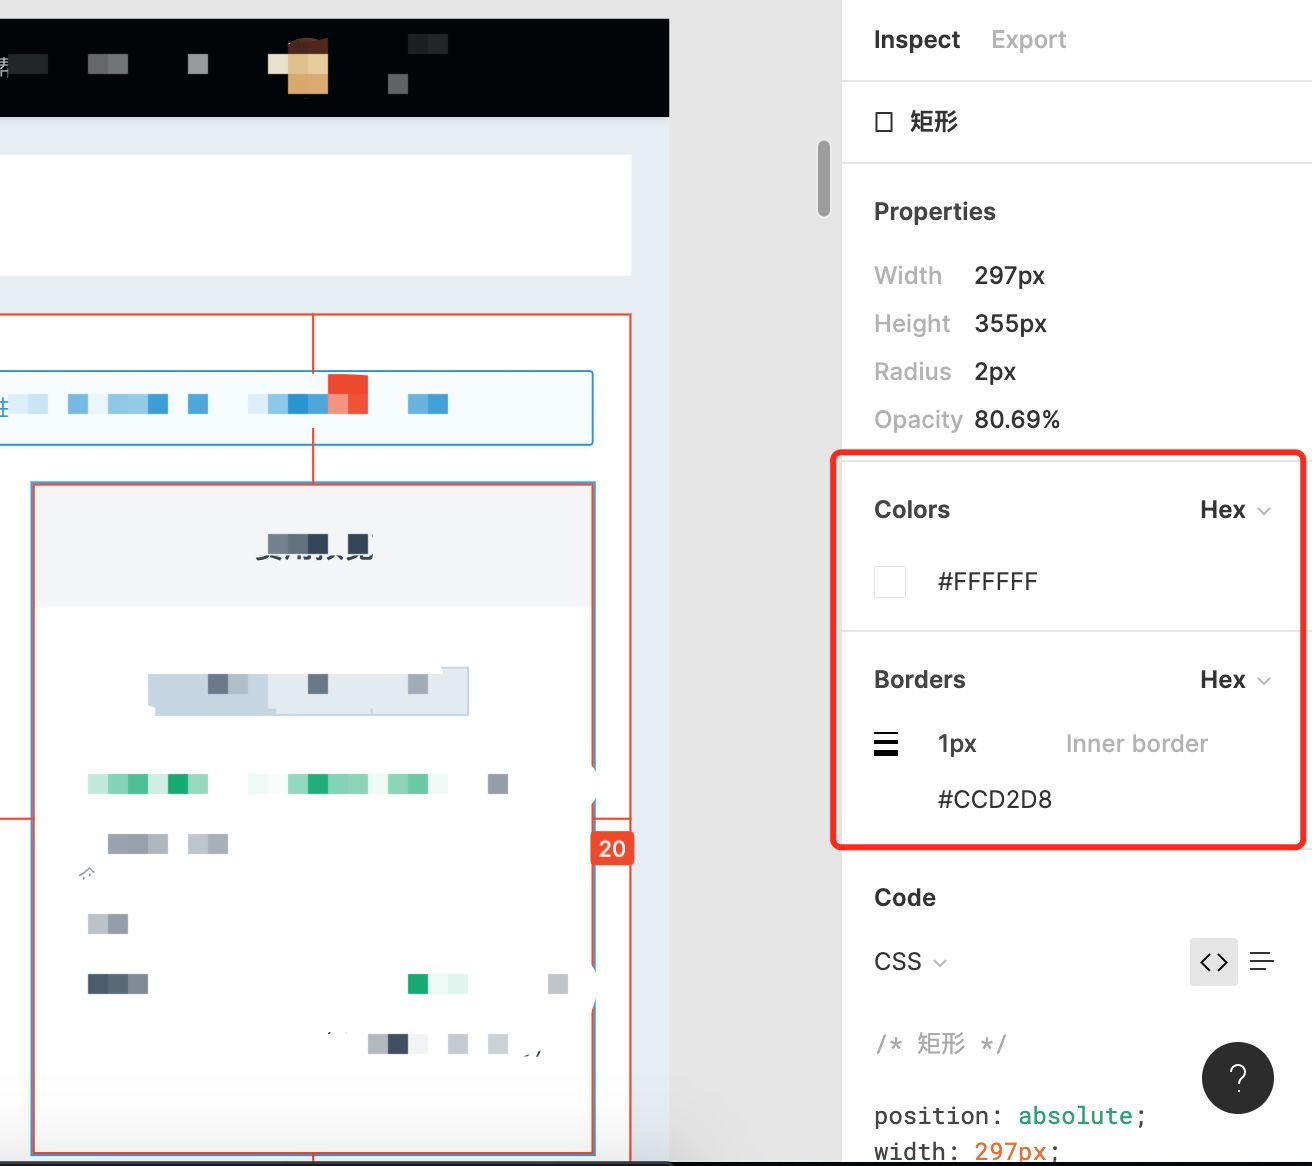 Inspect Export
矩形
Properties
Width 297px
Height 355px
Radius 2px
Opacity 80.69%
Colors Hex
#FFFFFF
Borders Hex
1px Inner border
#CCD2D8
20
Code
CSS
/* 矩形 */
?
position: absolute;
width: 297px;